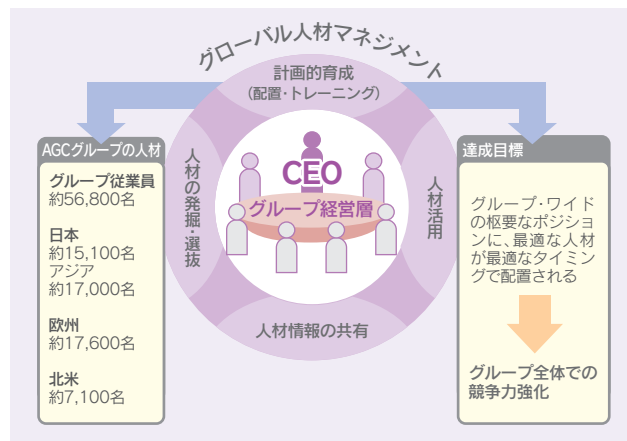 グローバル人材マネジメント
計画的育成
（配置・トレーニング）
人材の発掘・選抜
人材活用
人材情報の共有
CEO
グループ経営層
AGCグループの人材
グループ従業員
約56,800名
日本
約15,100名
アジア
約17,000名
欧州
約17,600名
北米
約7,100名
達成目標
グループ・ワイド
の枢要なポジショ
ンに、最適な人材
が最適なタイミン
グで配置される
グループ全体での
競争力強化